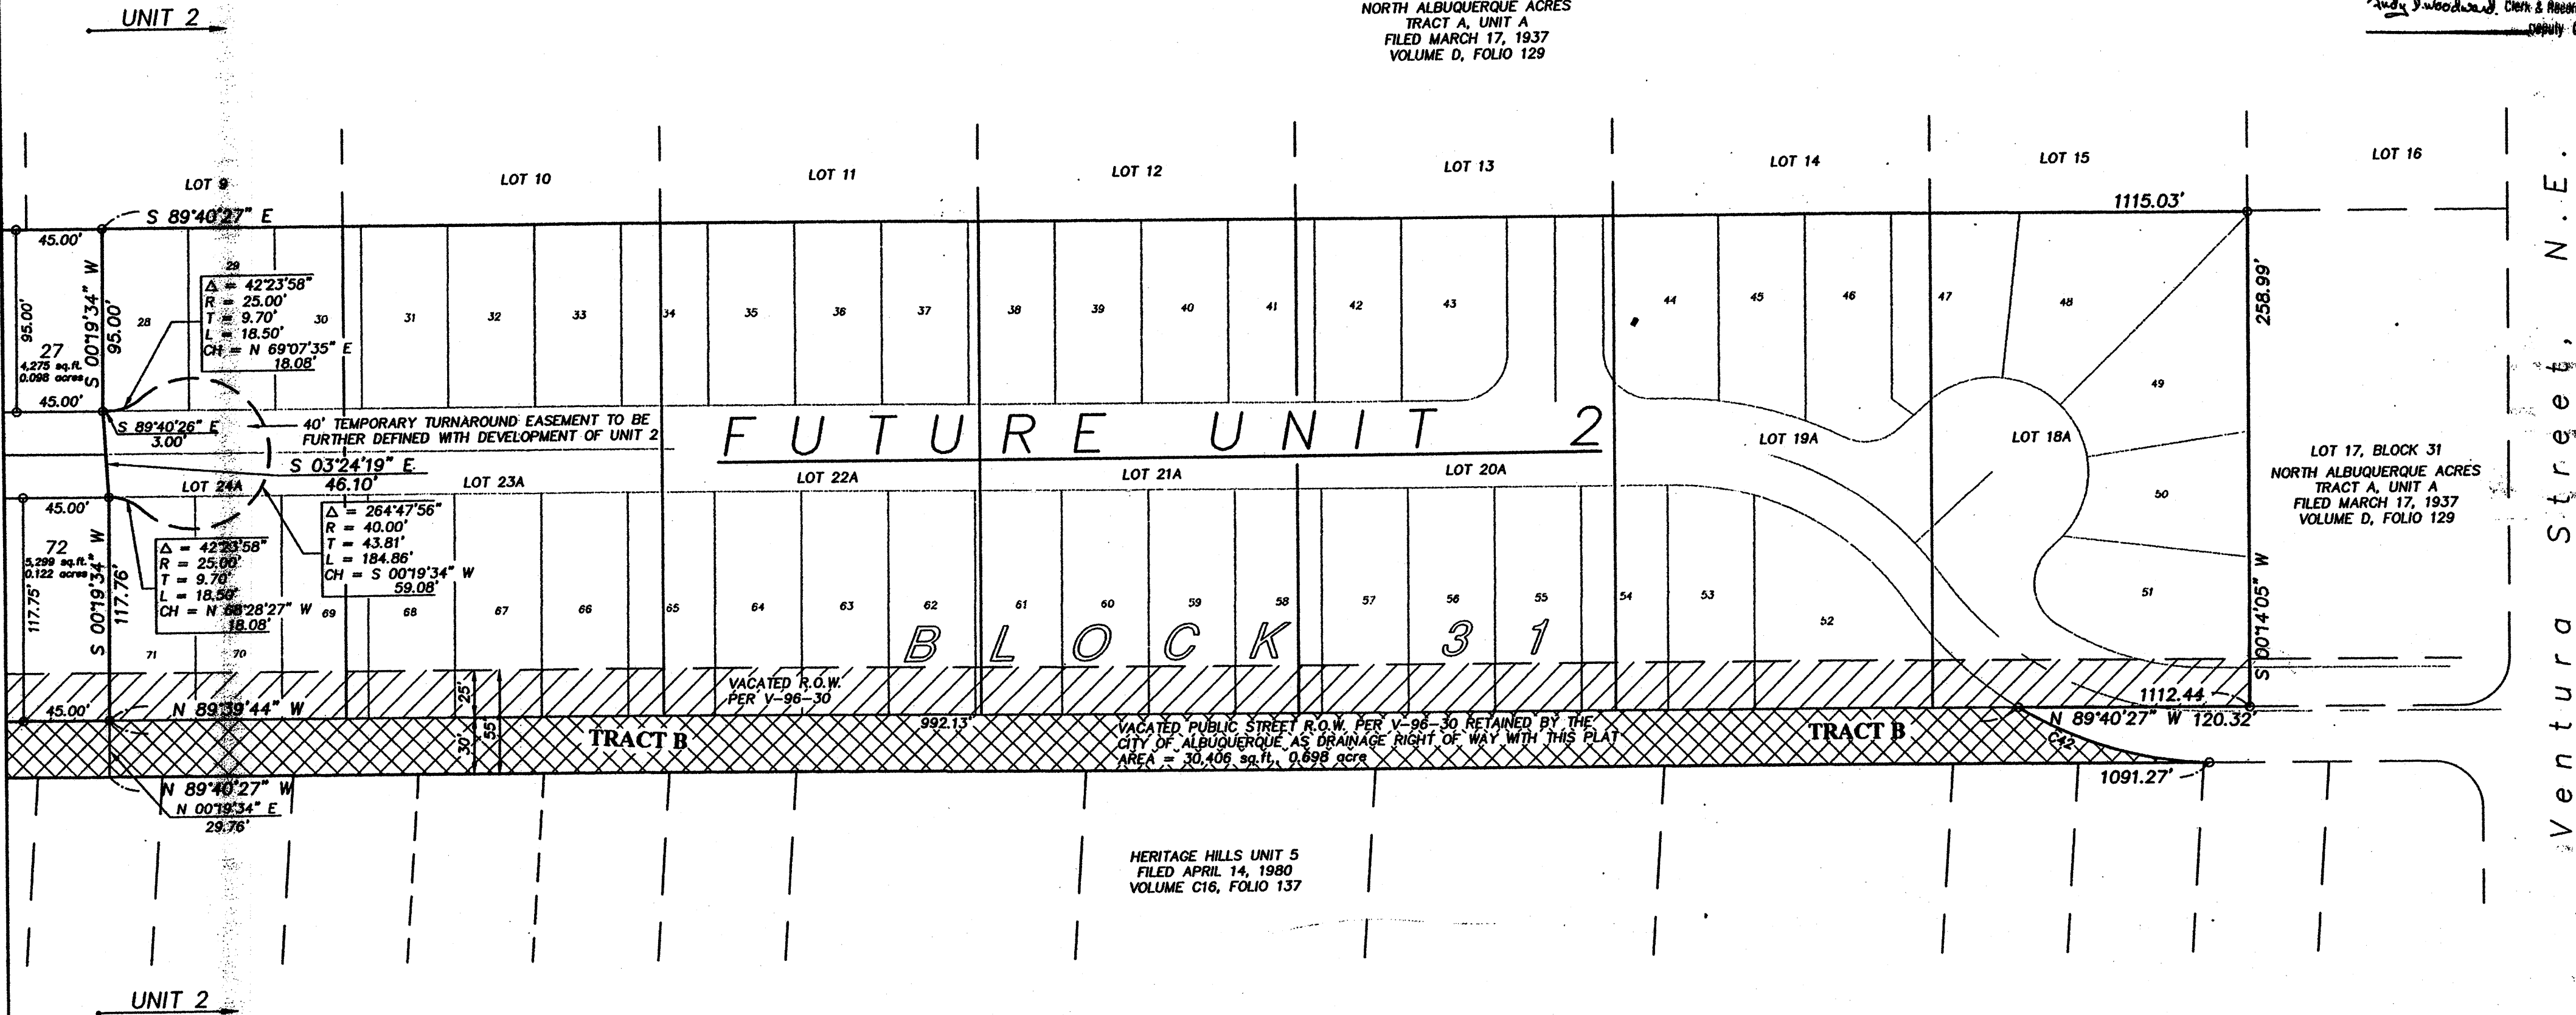 UNIT 2
NORTH ALBUQUERQUE ACRES
TRACT A, UNIT A
FILED MARCH 17, 1937
VOLUME D, FOLIO 129
Judy D. Woodward, Clerk &
Deputy
LOT 9
LOT 10
LOT 11
LOT 12
LOT 13
LOT 14
LOT 15
LOT 16
S 89°40'27" E
1115.03'
45.00'
95.00'
S 00°19'34" W
95.00'
27
4,275 sq.ft.
0.098 acres
45.00'
28
29
Δ = 42°23'58"
R = 25.00'
T = 9.70'
L = 18.50'
CH = N 69°07'35" E
18.08'
30
31
32
33
34
35
36
37
38
39
40
41
42
43
44
45
46
47
48
49
50
51
258.99'
S 00°14'05" W
Ventura Street, N.E.
S 89°40'26" E
3.00'
40' TEMPORARY TURNAROUND EASEMENT TO BE
FURTHER DEFINED WITH DEVELOPMENT OF UNIT 2
FUTURE UNIT 2
S 03°24'19" E
46.10'
LOT 24A
LOT 23A
LOT 22A
LOT 21A
LOT 20A
LOT 19A
LOT 18A
LOT 17, BLOCK 31
NORTH ALBUQUERQUE ACRES
TRACT A, UNIT A
FILED MARCH 17, 1937
VOLUME D, FOLIO 129
45.00'
72
5,299 sq.ft.
0.122 acres
117.75'
S 00°19'34" W
117.76'
Δ = 42°23'58"
R = 25.00'
T = 9.70'
L = 18.50'
CH = N 68°28'27" W
18.08'
Δ = 264°47'56"
R = 40.00'
T = 43.81'
L = 184.86'
CH = S 00°19'34" W
59.08'
71
70
69
68
67
66
65
64
63
62
61
60
59
58
57
56
55
54
53
52
BLOCK 31
VACATED R.O.W.
PER V-96-30
25'
30'
55'
45.00'
N 89°39'44" W
992.13'
1112.44
N 89°40'27" W 120.32'
TRACT B
VACATED PUBLIC STREET R.O.W. PER V-96-30 RETAINED BY THE
CITY OF ALBUQUERQUE AS DRAINAGE RIGHT OF WAY WITH THIS PLAT
AREA = 30,406 sq.ft., 0.698 acre
TRACT B
C42
1091.27'
N 89°40'27" W
N 00°19'34" E
29.76'
HERITAGE HILLS UNIT 5
FILED APRIL 14, 1980
VOLUME C16, FOLIO 137
UNIT 2